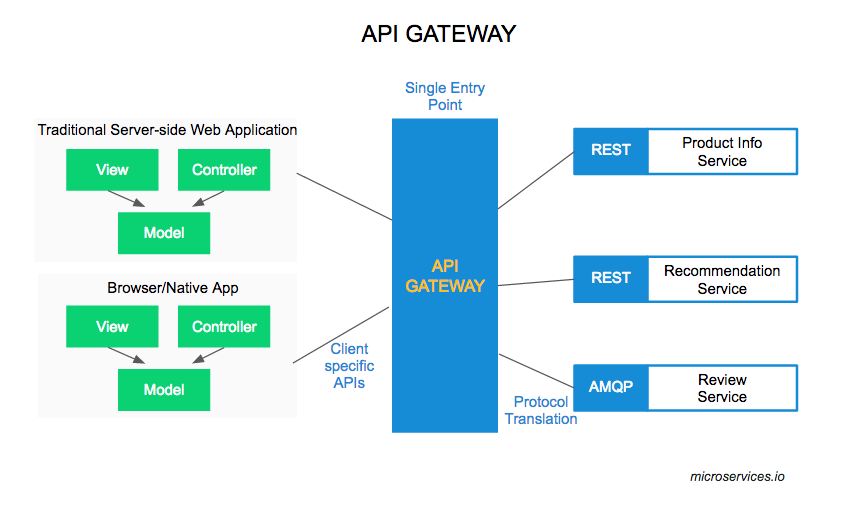 API GATEWAY
Single Entry
Point
Traditional Server-side Web Application
View
Controller
Model
Browser/Native App
View
Controller
Model
Client
specific
APIs
API
GATEWAY
Protocol
Translation
REST
Product Info
Service
REST
Recommendation
Service
AMQP
Review
Service
microservices.io